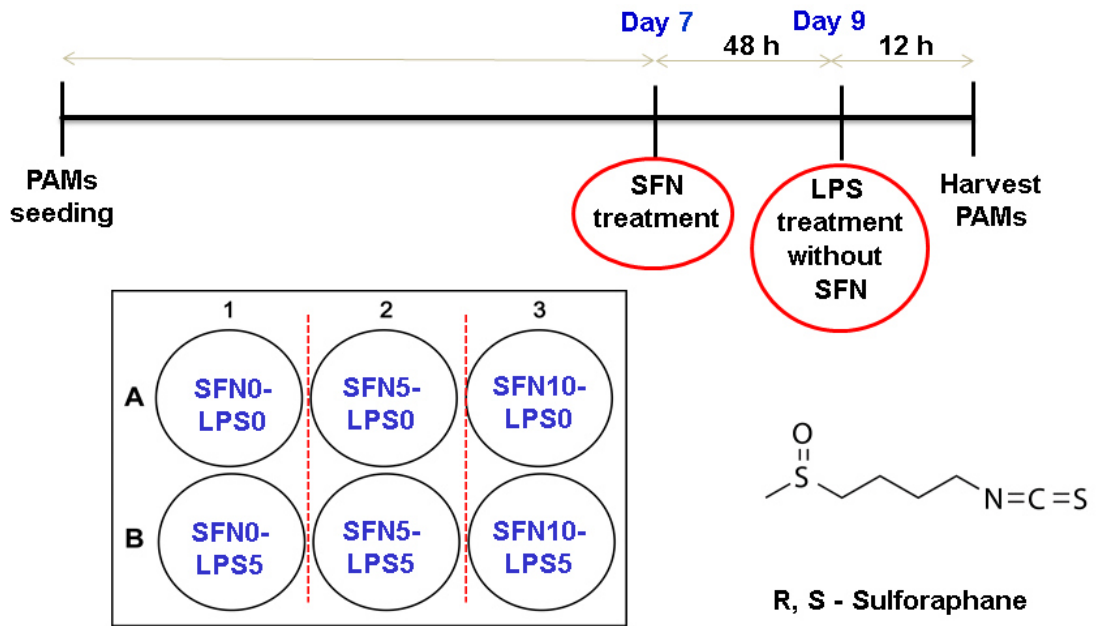 Day 7
Day 9
48 h
12 h
PAMs
seeding
SFN
treatment
LPS
treatment
without
SFN
Harvest
PAMs
1
2
3
A
SFN0-
LPS0
SFN5-
LPS0
SFN10-
LPS0
B
SFN0-
LPS5
SFN5-
LPS5
SFN10-
LPS5
O
S
N=C=S
R, S - Sulforaphane